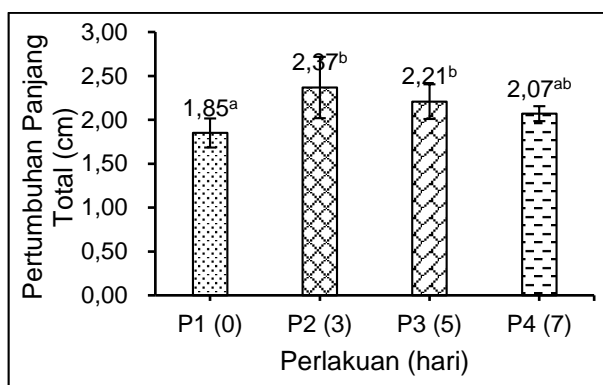 Pertumbuhan Panjang
Total (cm)
3,00
2,50
2,00
1,50
1,00
0,50
0,00
1,85ᵃ
2,37ᵇ
2,21ᵇ
2,07ᵃᵇ
P1 (0)
P2 (3)
P3 (5)
P4 (7)
Perlakuan (hari)